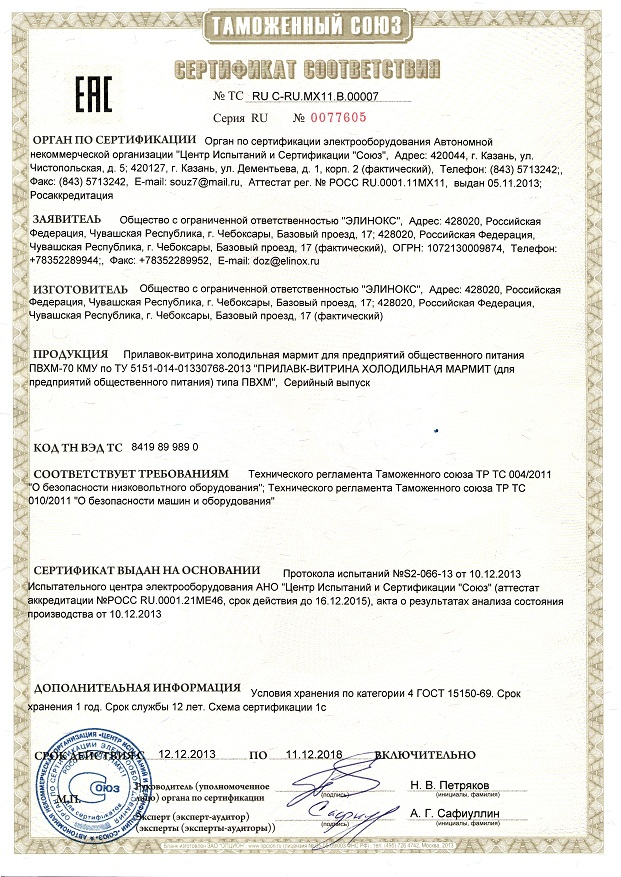 ТАМОЖЕННЫЙ СОЮЗ
ЕАС
СЕРТИФИКАТ СООТВЕТСТВИЯ
№ ТС RU C-RU.MX11.B.00007
Серия RU № 0077605
ОРГАН ПО СЕРТИФИКАЦИИ Орган по сертификации электрооборудования Автономной
некоммерческой организации "Центр Испытаний и Сертификации "Союз", Адрес: 420044, г. Казань, ул.
Чистопольская, д. 5; 420127, г. Казань, ул. Дементьева, д. 1, корп. 2 (фактический), Телефон: (843) 5713242;,
Факс: (843) 5713242, E-mail: souz7@mail.ru, Аттестат рег. № РОСС RU.0001.11МХ11, выдан 05.11.2013;
Росаккредитация
ЗАЯВИТЕЛЬ Общество с ограниченной ответственностью "ЭЛИНОКС", Адрес: 428020, Российская
Федерация, Чувашская Республика, г. Чебоксары, Базовый проезд, 17; 428020, Российская Федерация,
Чувашская Республика, г. Чебоксары, Базовый проезд, 17 (фактический), ОГРН: 1072130009874, Телефон:
+78352289944;, Факс: +78352289952, E-mail: doz@elinox.ru
ИЗГОТОВИТЕЛЬ Общество с ограниченной ответственностью "ЭЛИНОКС", Адрес: 428020, Российская
Федерация, Чувашская Республика, г. Чебоксары, Базовый проезд, 17; 428020, Российская Федерация,
Чувашская Республика, г. Чебоксары, Базовый проезд, 17 (фактический)
ПРОДУКЦИЯ Прилавок-витрина холодильная мармит для предприятий общественного питания
ПВХМ-70 КМУ по ТУ 5151-014-01330768-2013 "ПРИЛАВК-ВИТРИНА ХОЛОДИЛЬНАЯ МАРМИТ (для
предприятий общественного питания) типа ПВХМ", Серийный выпуск
КОД ТН ВЭД ТС 8419 89 989 0
СООТВЕТСТВУЕТ ТРЕБОВАНИЯМ Технического регламента Таможенного союза ТР ТС 004/2011
"О безопасности низковольтного оборудования"; Технического регламента Таможенного союза ТР ТС
010/2011 "О безопасности машин и оборудования"
СЕРТИФИКАТ ВЫДАН НА ОСНОВАНИИ Протокола испытаний №S2-066-13 от 10.12.2013
Испытательного центра электрооборудования АНО "Центр Испытаний и Сертификации "Союз" (аттестат
аккредитации №РОСС RU.0001.21МЕ46, срок действия до 16.12.2015), акта о результатах анализа состояния
производства от 10.12.2013
ДОПОЛНИТЕЛЬНАЯ ИНФОРМАЦИЯ Условия хранения по категории 4 ГОСТ 15150-69. Срок
хранения 1 год. Срок службы 12 лет. Схема сертификации 1с
СРОК ДЕЙСТВИЯ С 12.12.2013 ПО 11.12.2018 ВКЛЮЧИТЕЛЬНО
М.П.
Союз
Для сертификатов
Руководитель (уполномоченное
лицо) органа по сертификации
(подпись)
Н. В. Петряков
(инициалы, фамилия)
Эксперт (эксперт-аудитор)
(эксперты (эксперты-аудиторы))
(подпись)
А. Г. Сафиуллин
(инициалы, фамилия)